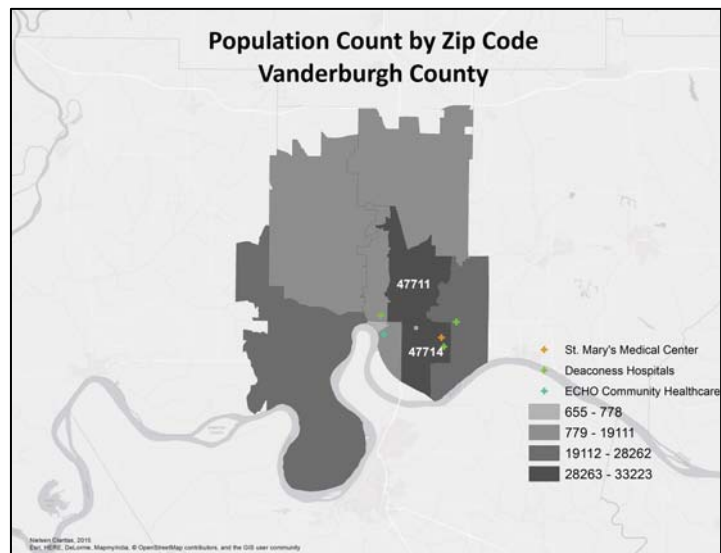 Population Count by Zip Code
Vanderburgh County
47711
47714
St. Mary's Medical Center
Deaconess Hospitals
ECHO Community Healthcare
655 - 778
779 - 19111
19112 - 28262
28263 - 33223
Nielsen Claritas, 2015
Esri, HERE, DeLorme, MapmyIndia, © OpenStreetMap contributors, and the GIS user community